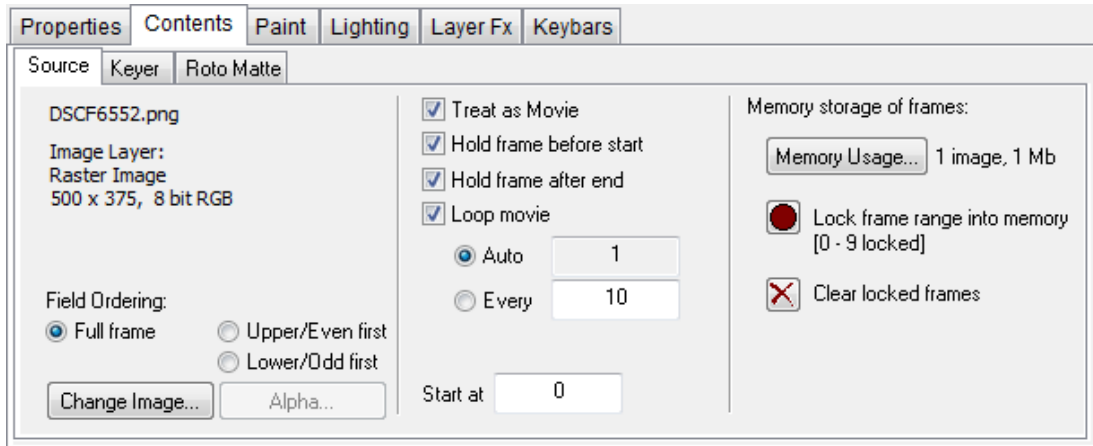 Properties Contents Paint Lighting Layer Fx Keybars
Source Keyer Roto Matte
DSCF6552.png
Image Layer:
Raster Image
500 x 375, 8 bit RGB
Field Ordering:
Full frame
Upper/Even first
Lower/Odd first
Change Image...
Alpha...
Treat as Movie
Hold frame before start
Hold frame after end
Loop movie
Auto 1
Every 10
Start at 0
Memory storage of frames:
Memory Usage... 1 image, 1 Mb
Lock frame range into memory
[0 - 9 locked]
Clear locked frames